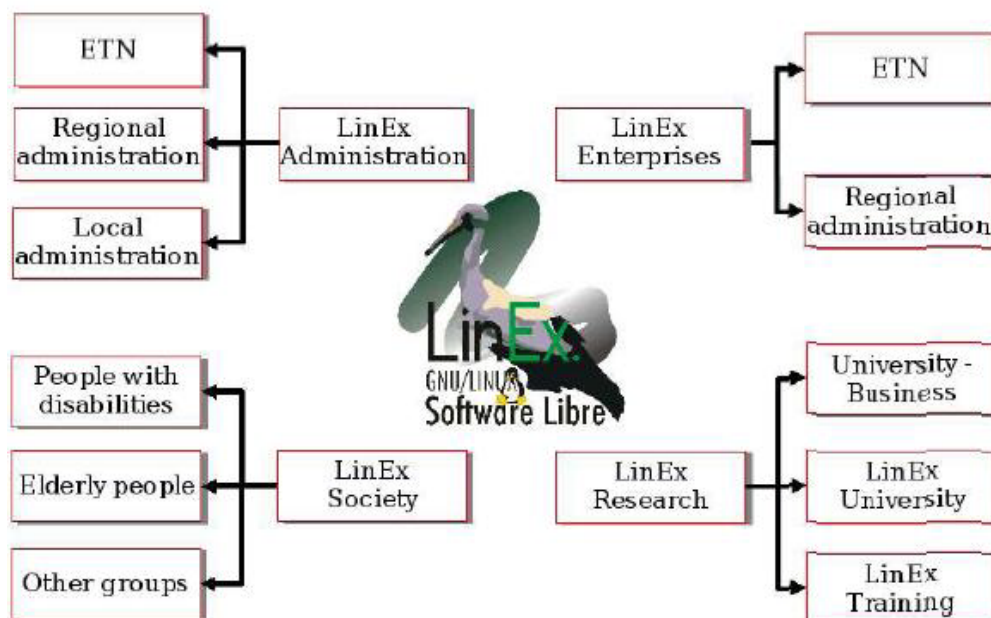 ETN
Regional
administration
Local
administration
LinEx
Administration
LinEx
Enterprises
ETN
Regional
administration
LinEx.
GNU/LINUX
Software Libre
People with
disabilities
Elderly people
Other groups
LinEx
Society
LinEx
Research
University -
Business
LinEx
University
LinEx
Training